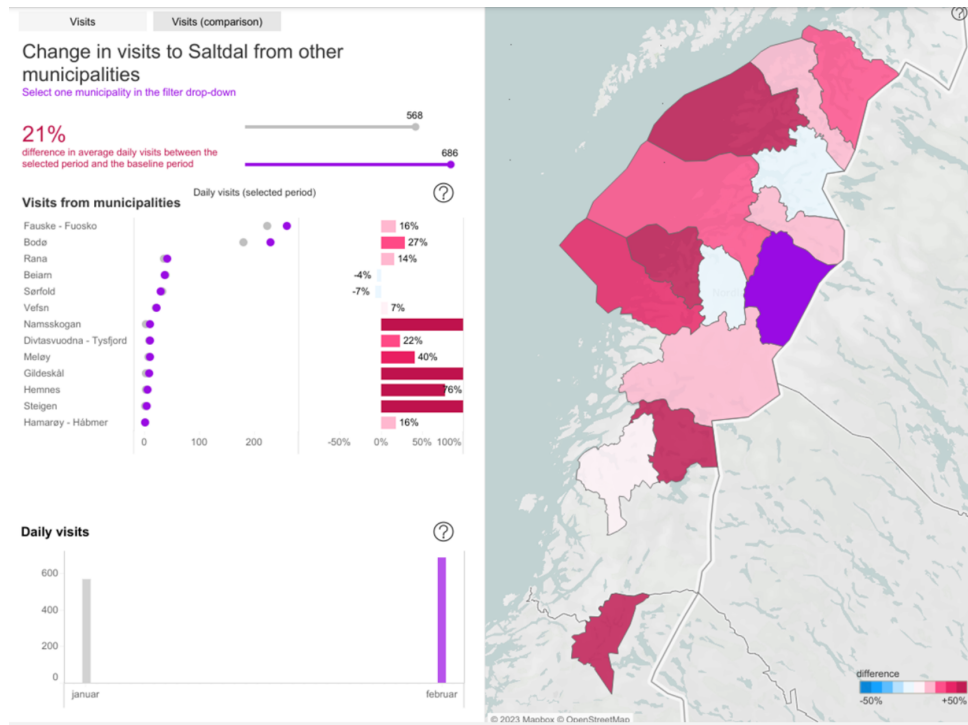 Visits
Visits (comparison)
Change in visits to Saltdal from other
municipalities
Select one municipality in the filter drop-down
568
21%
difference in average daily visits between the
selected period and the baseline period
686
Daily visits (selected period)
?
Visits from municipalities
Fauske - Fuosko
16%
Bodø
27%
Rana
14%
Beiarn
-4%
Sørfold
-7%
Vefsn
7%
Namsskogan
Divtasvuodna - Tysfjord
22%
Meløy
40%
Gildeskål
Hemnes
76%
Steigen
Hamarøy - Hábmer
16%
0
100
200
-50%
0%
50%
100%
Daily visits
?
600
400
200
0
januar
februar
?
difference
-50%
+50%
© 2023 Mapbox © OpenStreetMap